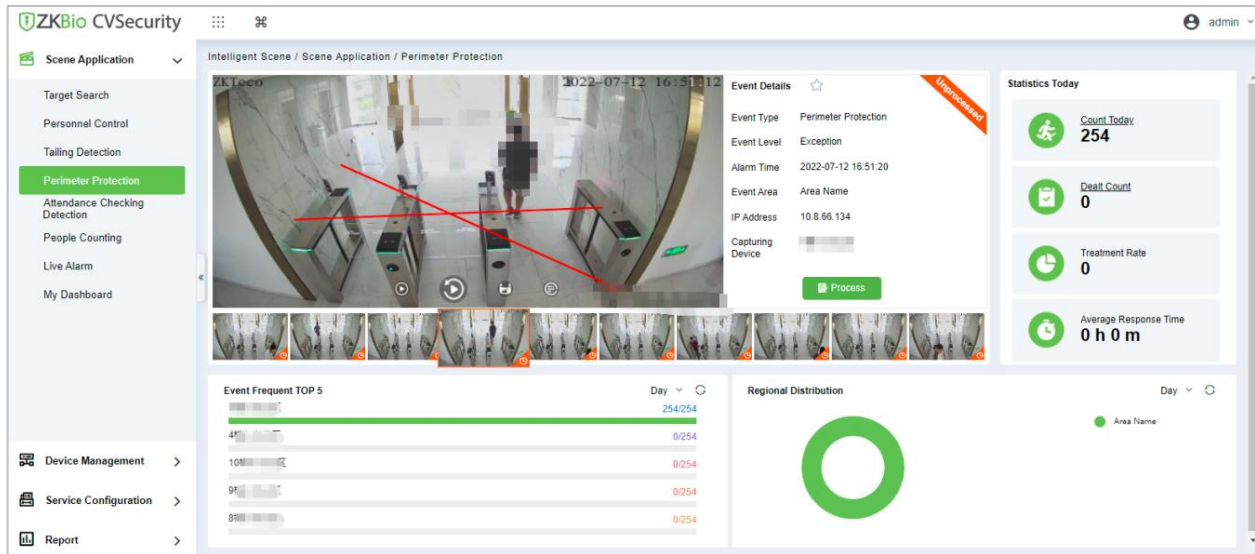 ZKBio CVSecurity
admin
Scene Application
Target Search
Personnel Control
Tailing Detection
Perimeter Protection
Attendance Checking
Detection
People Counting
Live Alarm
My Dashboard
Device Management
Service Configuration
Report
Intelligent Scene / Scene Application / Perimeter Protection
ZKTeco
2022-07-12 16:51:12
Event Details
Unprocessed
Event Type Perimeter Protection
Event Level Exception
Alarm Time 2022-07-12 16:51:20
Event Area Area Name
IP Address 10.8.66.134
Capturing
Device
Process
Statistics Today
Count Today
254
Dealt Count
0
Treatment Rate
0
Average Response Time
0 h 0 m
Event Frequent TOP 5
Day
254/254
0/254
0/254
0/254
0/254
Regional Distribution
Day
Area Name